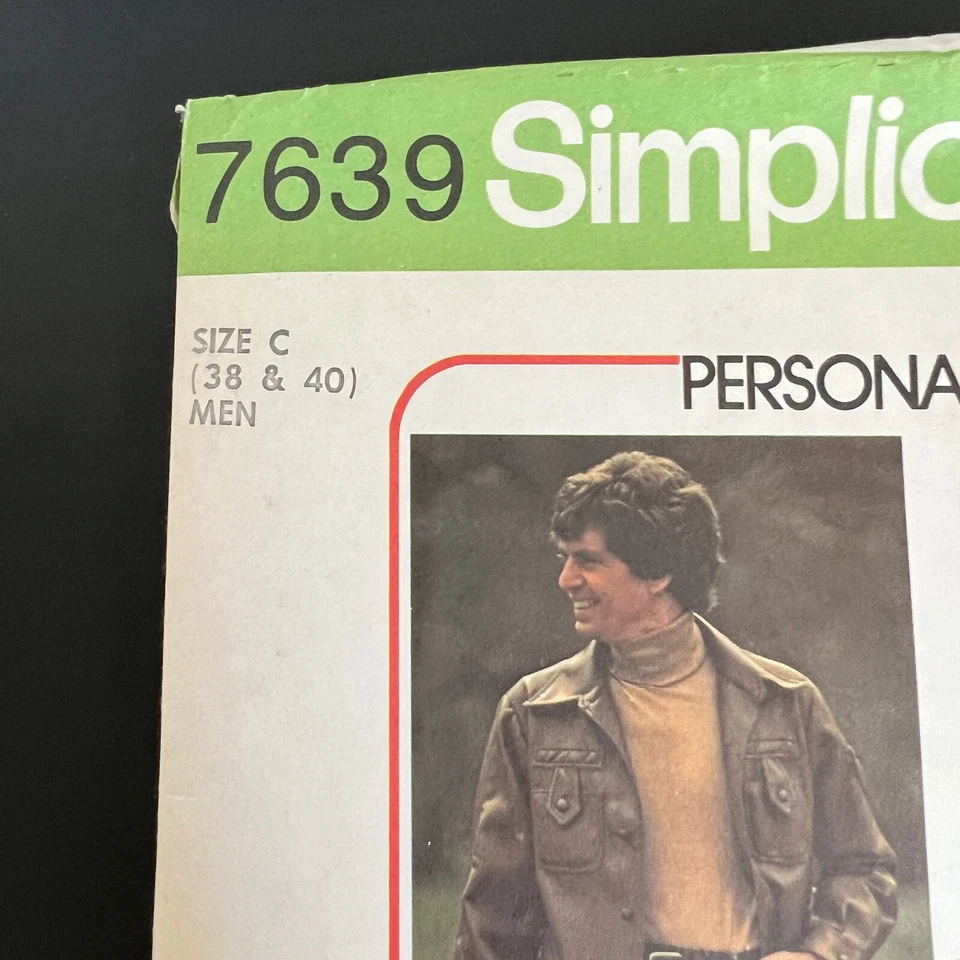 7639 Simplic
SIZE C
(38 & 40)
MEN
PERSONA